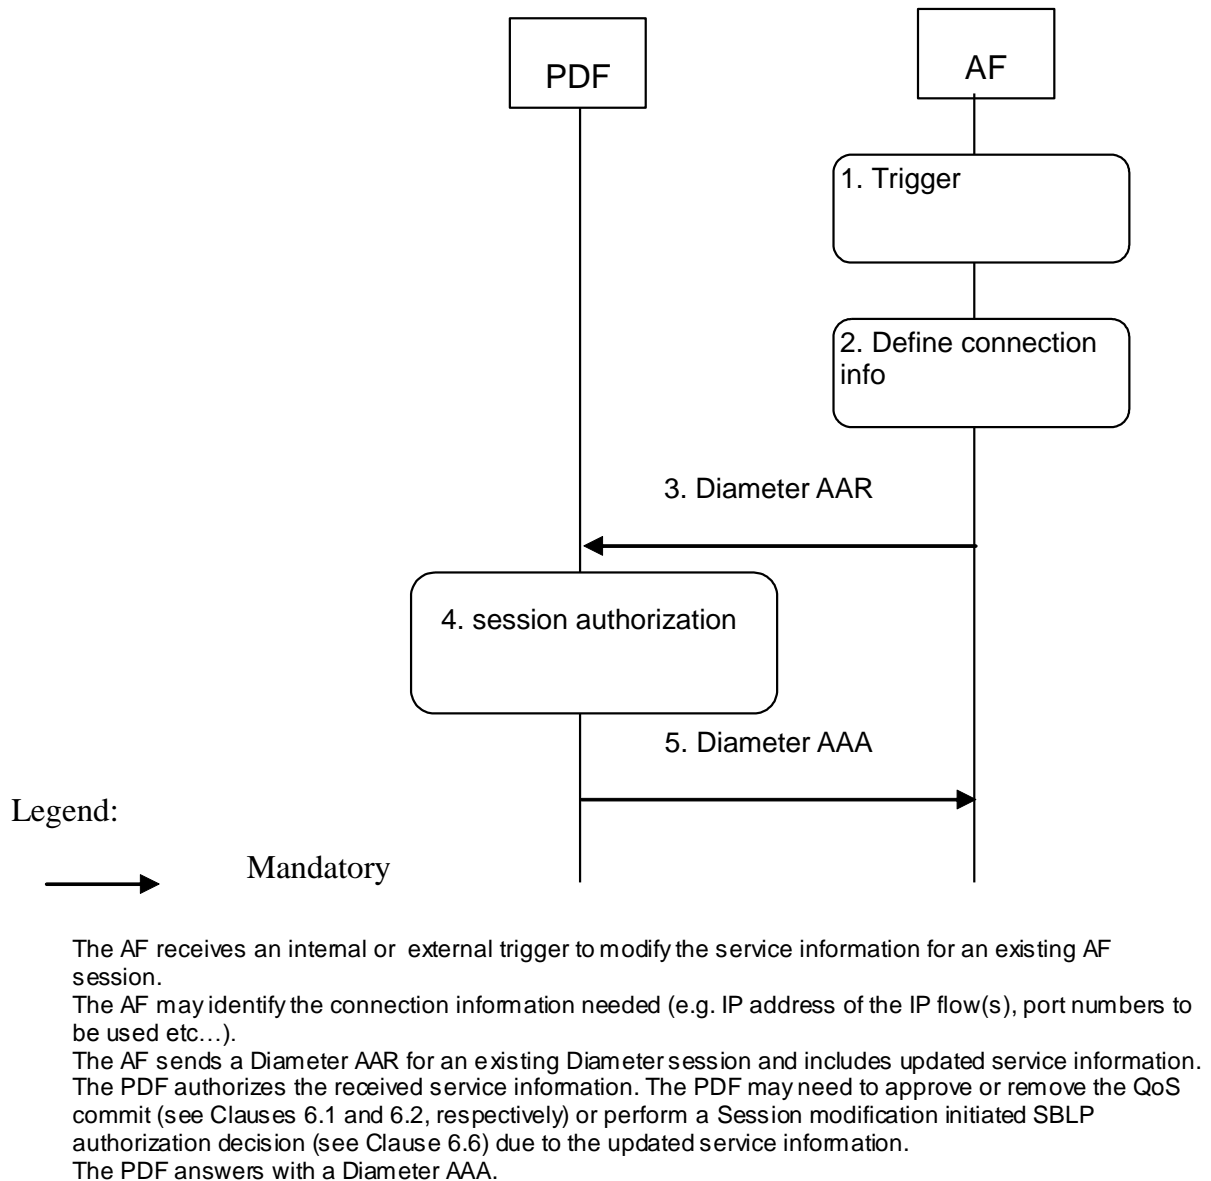 PDF
AF
1. Trigger
2. Define connection
info
3. Diameter AAR
4. session authorization
5. Diameter AAA
Legend:
Mandatory
The AF receives an internal or external trigger to modify the service information for an existing AF
session.
The AF may identify the connection information needed (e.g. IP address of the IP flow(s), port numbers to
be used etc…).
The AF sends a Diameter AAR for an existing Diameter session and includes updated service information.
The PDF authorizes the received service information. The PDF may need to approve or remove the QoS
commit (see Clauses 6.1 and 6.2, respectively) or perform a Session modification initiated SBLP
authorization decision (see Clause 6.6) due to the updated service information.
The PDF answers with a Diameter AAA.